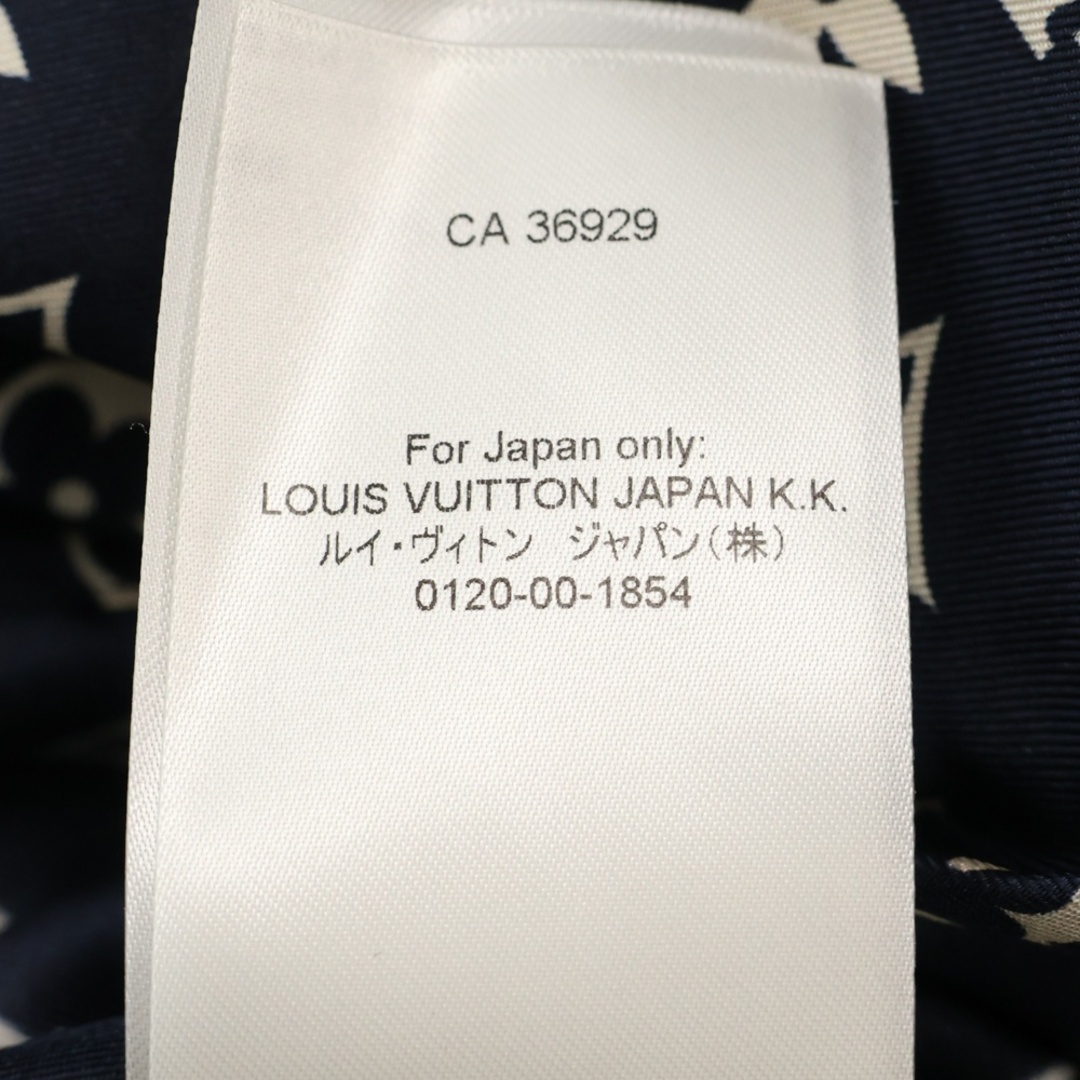 CA 36929
For Japan only:
LOUIS VUITTON JAPAN K.K.
ルイ・ヴィトン　ジャパン(株)
0120-00-1854